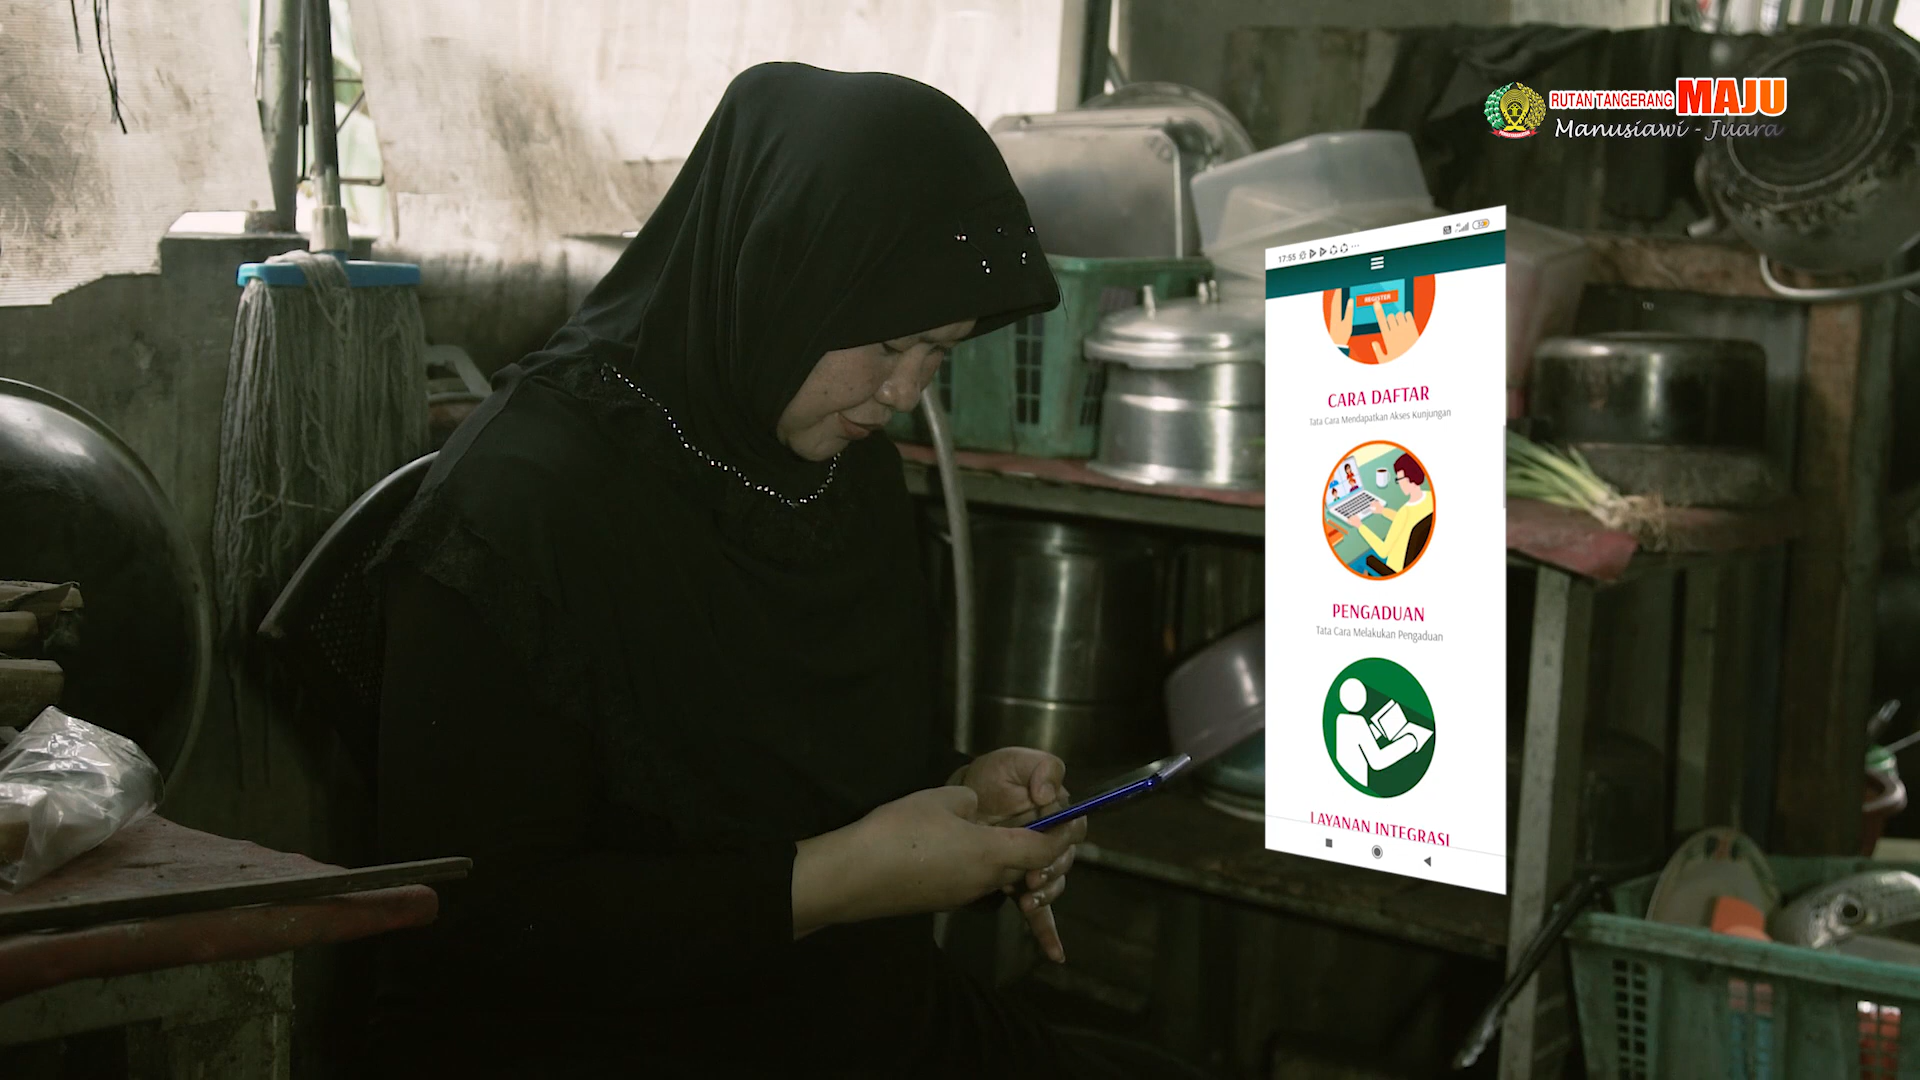 RUTAN TANGERANG MAJU
Manusiawi - Juara
17:55
REGISTER
CARA DAFTAR
Tata Cara Mendapatkan Akses Kunjungan
PENGADUAN
Tata Cara Melakukan Pengaduan
LAYANAN INTEGRASI